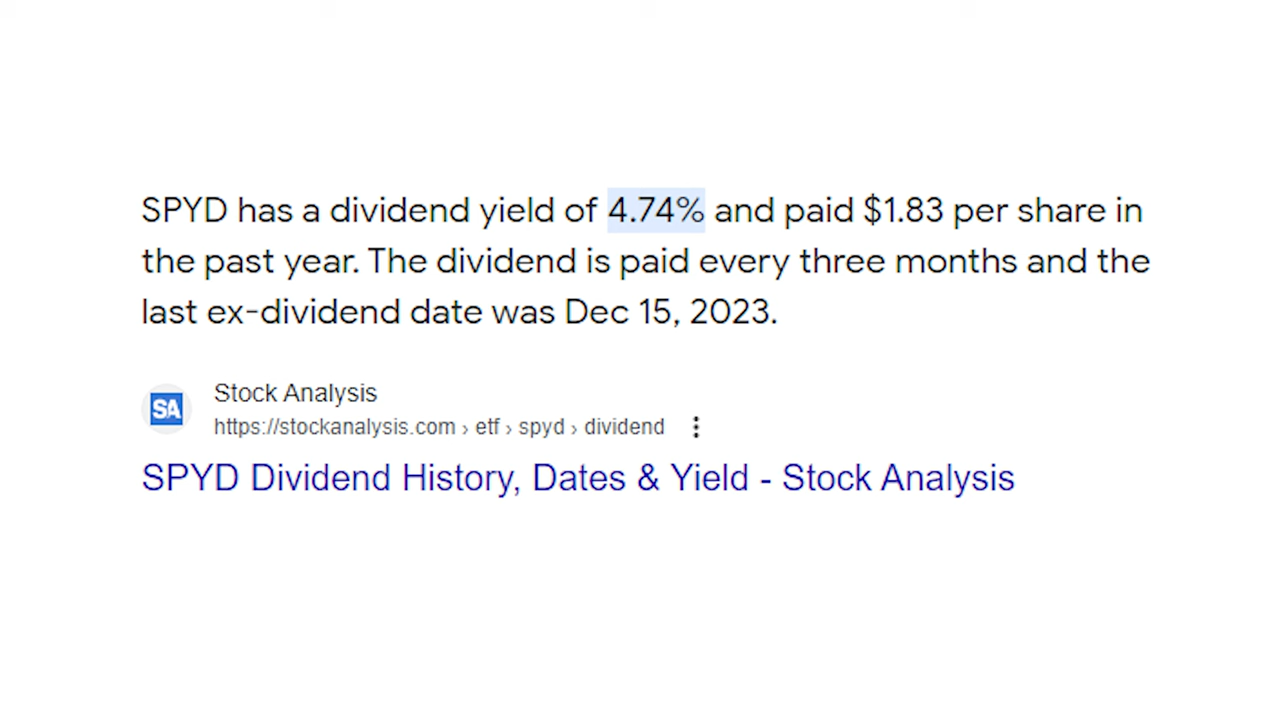 SPYD has a dividend yield of 4.74% and paid $1.83 per share in
the past year. The dividend is paid every three months and the
last ex-dividend date was Dec 15, 2023.
SA
Stock Analysis
https://stockanalysis.com › etf › spyd › dividend
SPYD Dividend History, Dates & Yield - Stock Analysis